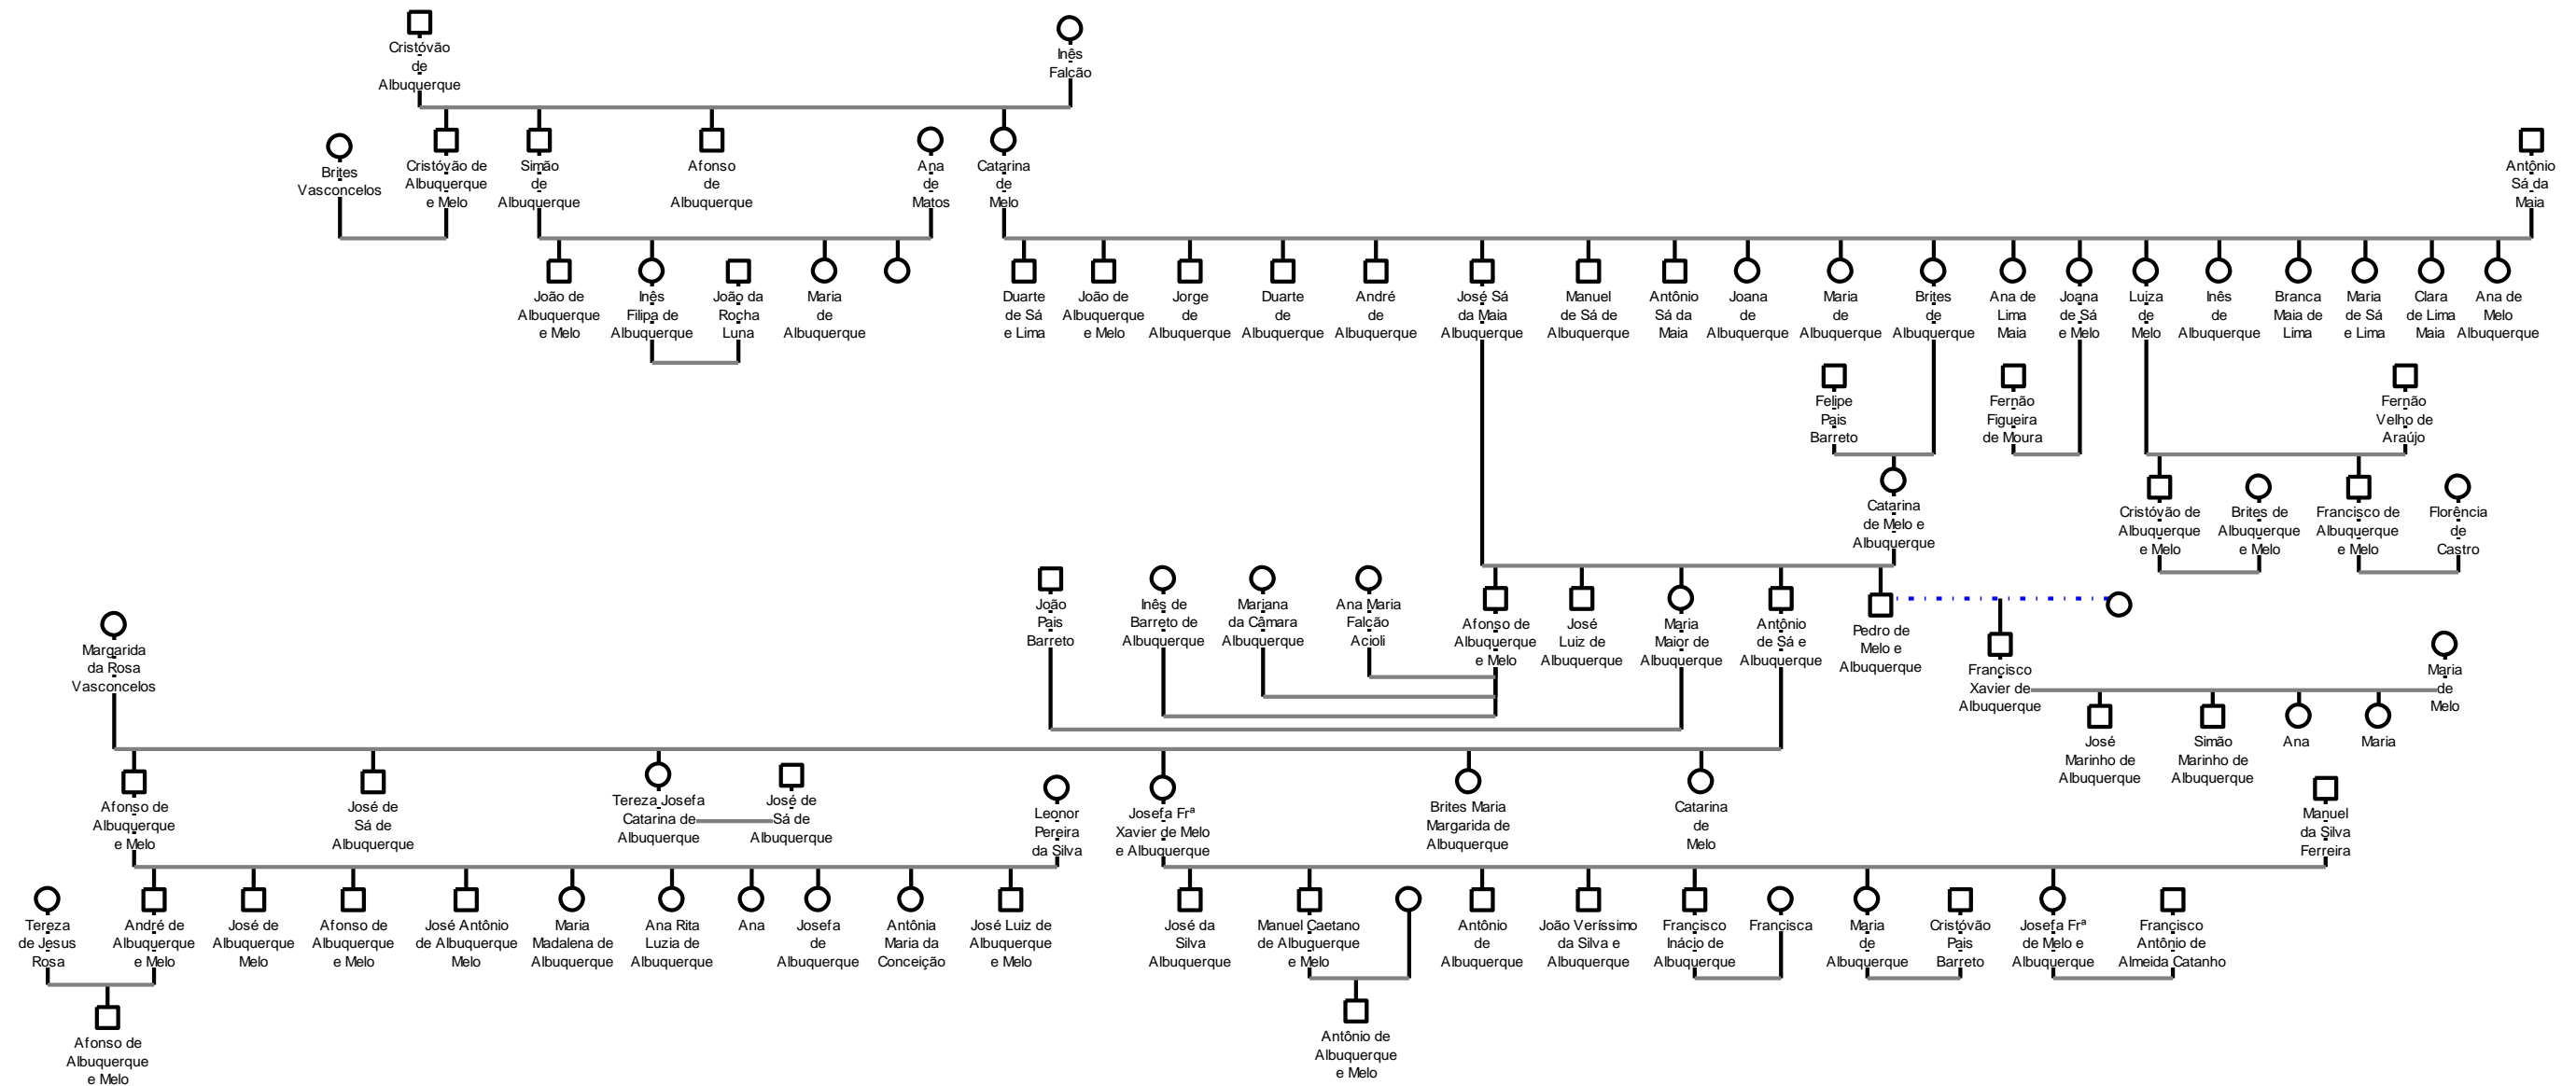 Cristóvão
de
Albuquerque
Inês
Falcão
Brites
Vasconcelos
Cristóvão de
Albuquerque
e Melo
Simão
de
Albuquerque
Afonso
de
Albuquerque
Ana
de
Matos
Catarina
de
Melo
Antônio
Sá da
Maia
João de
Albuquerque
e Melo
Inês
Filipa de
Albuquerque
João da
Rocha
Luna
Maria
de
Albuquerque
Duarte
de Sá
e Lima
João de
Albuquerque
e Melo
Jorge
de
Albuquerque
Duarte
de
Albuquerque
André
de
Albuquerque
José Sá
da Maia
Albuquerque
Manuel
de Sá de
Albuquerque
Antônio
Sá da
Maia
Joana
de
Albuquerque
Maria
de
Albuquerque
Brites
de
Albuquerque
Ana de
Lima
Maia
Joana
de Sá
e Melo
Luiza
de
Melo
Inês
de
Albuquerque
Branca
Maia de
Lima
Maria
de Sá
e Lima
Clara
de Lima
Maia
Ana de
Melo
Albuquerque
Felipe
Pais
Barreto
Fernão
Figueira
de Moura
Fernão
Velho de
Araújo
Catarina
de Melo e
Albuquerque
Cristóvão de
Albuquerque
e Melo
Brites de
Albuquerque
e Melo
Francisco de
Albuquerque
e Melo
Florência
de
Castro
Margarida
da Rosa
Vasconcelos
João
Pais
Barreto
Inês de
Barreto de
Albuquerque
Mariana
da Câmara
Albuquerque
Ana Maria
Falcão
Acioli
Afonso de
Albuquerque
e Melo
José
Luiz de
Albuquerque
Maria
Maior de
Albuquerque
Antônio
de Sá e
Albuquerque
Pedro de
Melo e
Albuquerque
Francisco
Xavier de
Albuquerque
Maria
de
Melo
José
Marinho de
Albuquerque
Simão
Marinho de
Albuquerque
Ana
Maria
Afonso de
Albuquerque
e Melo
José de
Sá de
Albuquerque
Tereza Josefa
Catarina de
Albuquerque
José de
Sá de
Albuquerque
Leonor
Pereira
da Silva
Josefa Frª
Xavier de Melo
e Albuquerque
Brites Maria
Margarida de
Albuquerque
Catarina
de
Melo
Manuel
da Silva
Ferreira
Tereza
de Jesus
Rosa
André de
Albuquerque
e Melo
José de
Albuquerque
Melo
Afonso de
Albuquerque
e Melo
José Antônio
de Albuquerque
Melo
Maria
Madalena de
Albuquerque
Ana Rita
Luzia de
Albuquerque
Ana
Josefa
de
Albuquerque
Antônia
Maria da
Conceição
José Luiz de
Albuquerque
e Melo
José da
Silva
Albuquerque
Manuel Caetano
de Albuquerque
e Melo
Antônio
de
Albuquerque
João Veríssimo
da Silva e
Albuquerque
Francisco
Inácio de
Albuquerque
Francisca
Maria
de
Albuquerque
Cristóvão
Pais
Barreto
Josefa Frª
de Melo e
Albuquerque
Francisco
Antônio de
Almeida Catanho
Afonso de
Albuquerque
e Melo
Antônio de
Albuquerque
e Melo